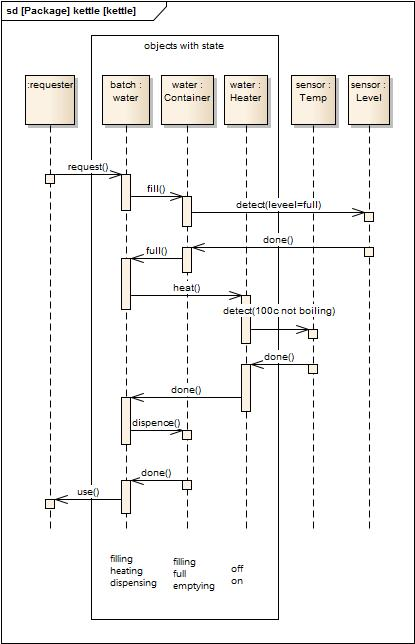 sd [Package] kettle [kettle]
objects with state
:requester
batch :
water
water :
Container
water :
Heater
sensor :
Temp
sensor :
Level
request()
fill()
detect(leveel=full)
done()
full()
heat()
detect(100c not boiling)
done()
done()
dispence()
done()
use()
filling
heating
dispensing
filling
full
emptying
off
on